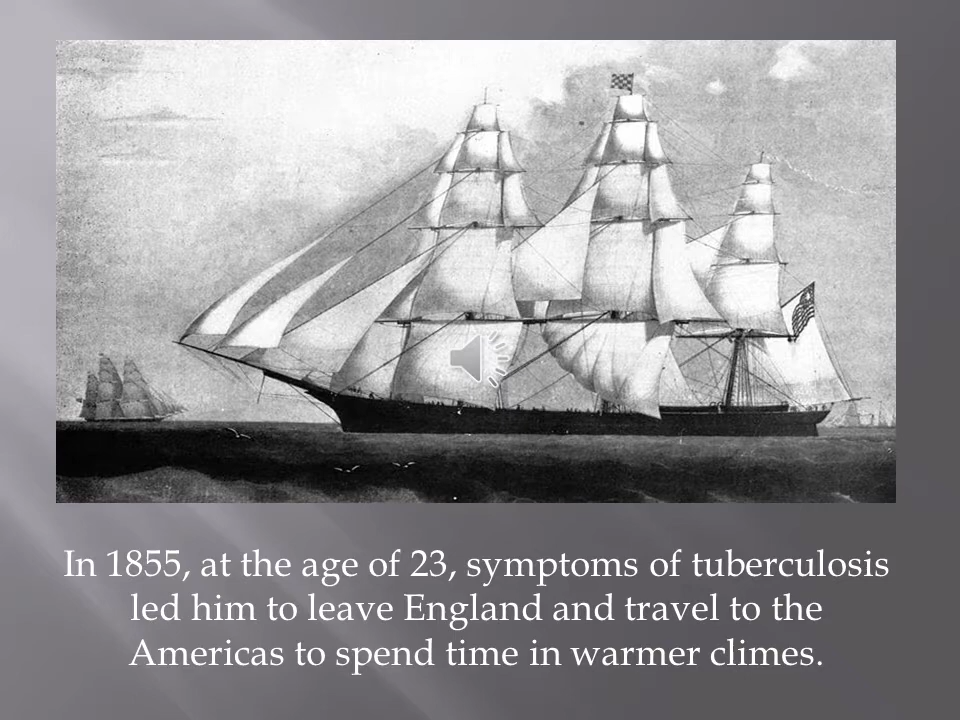 In 1855, at the age of 23, symptoms of tuberculosis
led him to leave England and travel to the
Americas to spend time in warmer climes.